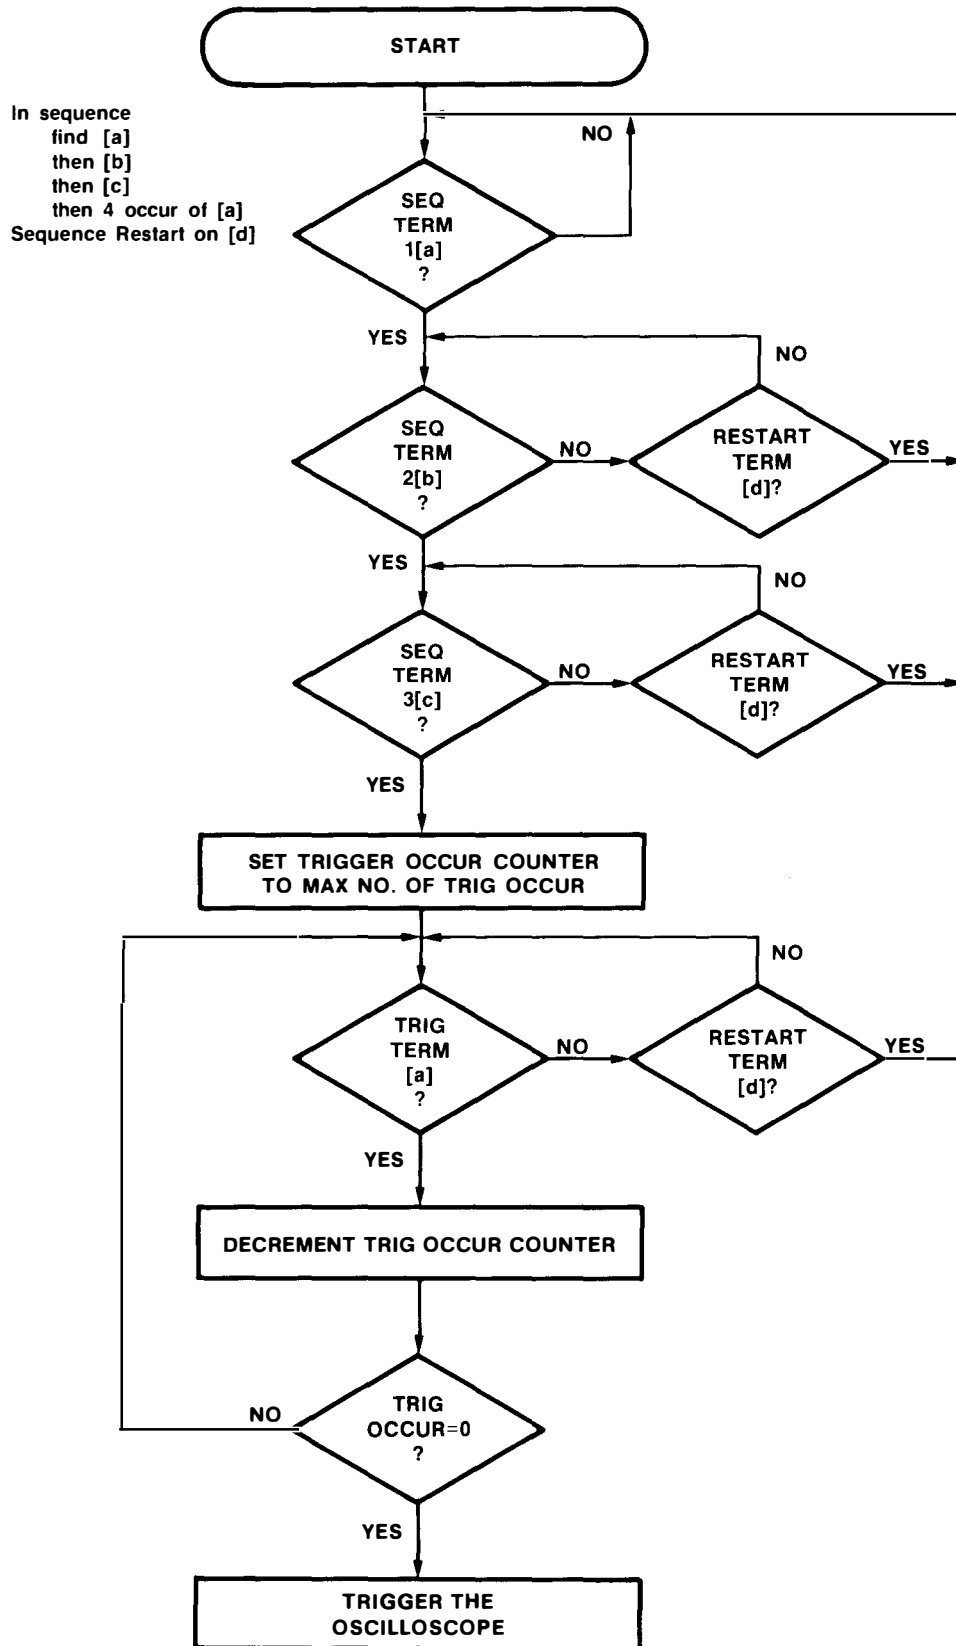 START
In sequence
find [a]
then [b]
then [c]
then 4 occur of [a]
Sequence Restart on [d]
NO
SEQ
TERM
1[a]
?
YES
NO
SEQ
TERM
2[b]
?
NO
RESTART
TERM
[d]?
YES
YES
NO
SEQ
TERM
3[c]
?
NO
RESTART
TERM
[d]?
YES
YES
SET TRIGGER OCCUR COUNTER
TO MAX NO. OF TRIG OCCUR
NO
TRIG
TERM
[a]
?
NO
RESTART
TERM
[d]?
YES
YES
DECREMENT TRIG OCCUR COUNTER
NO
TRIG
OCCUR=0
?
YES
TRIGGER THE
OSCILLOSCOPE